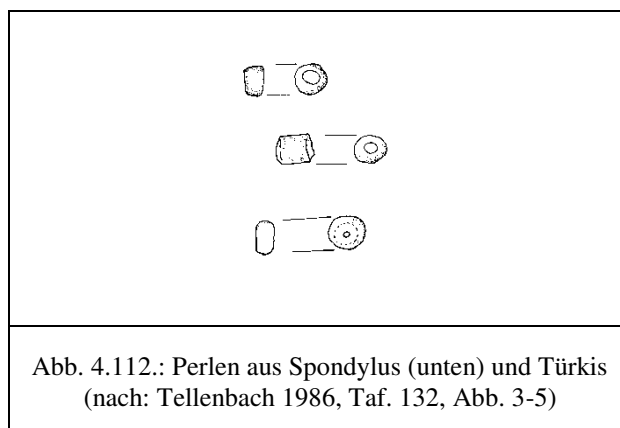 Abb. 4.112.: Perlen aus Spondylus (unten) und Türkis
(nach: Tellenbach 1986, Taf. 132, Abb. 3-5)